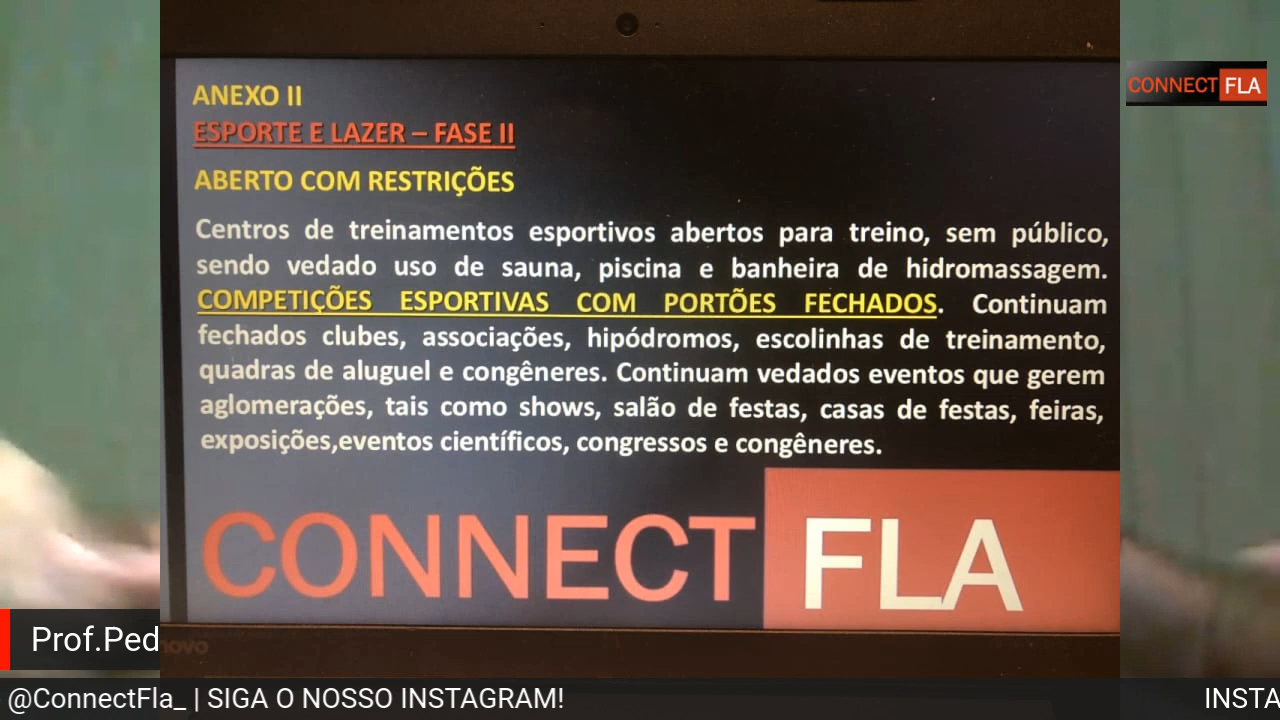 ANEXO II
ESPORTE E LAZER – FASE II
ABERTO COM RESTRIÇÕES
Centros de treinamentos esportivos abertos para treino, sem público,
sendo vedado uso de sauna, piscina e banheira de hidromassagem.
COMPETIÇÕES ESPORTIVAS COM PORTÕES FECHADOS. Continuam
fechados clubes, associações, hipódromos, escolinhas de treinamento,
quadras de aluguel e congêneres. Continuam vedados eventos que gerem
aglomerações, tais como shows, salão de festas, casas de festas, feiras,
exposições,eventos científicos, congressos e congêneres.
CONNECT FLA
CONNECT FLA
Prof.Ped
novo
@ConnectFla_ | SIGA O NOSSO INSTAGRAM!
INSTA